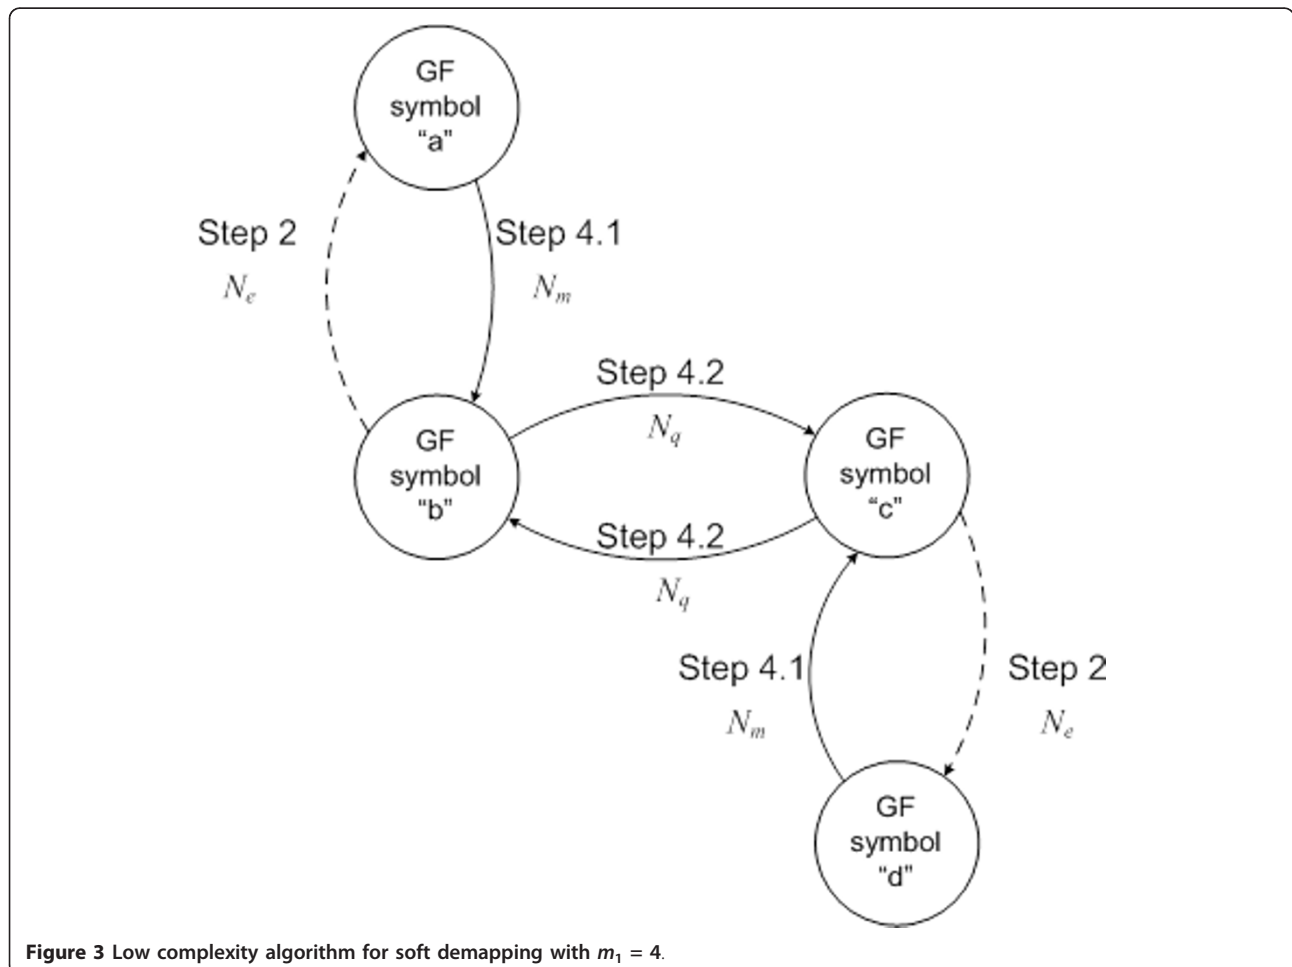 GF
symbol
“a”
Step 2
N_e
Step 4.1
N_m
Step 4.2
N_q
GF
symbol
“b”
GF
symbol
“c”
Step 4.2
N_q
Step 4.1
N_m
Step 2
N_e
GF
symbol
“d”
Figure 3 Low complexity algorithm for soft demapping with m₁ = 4.